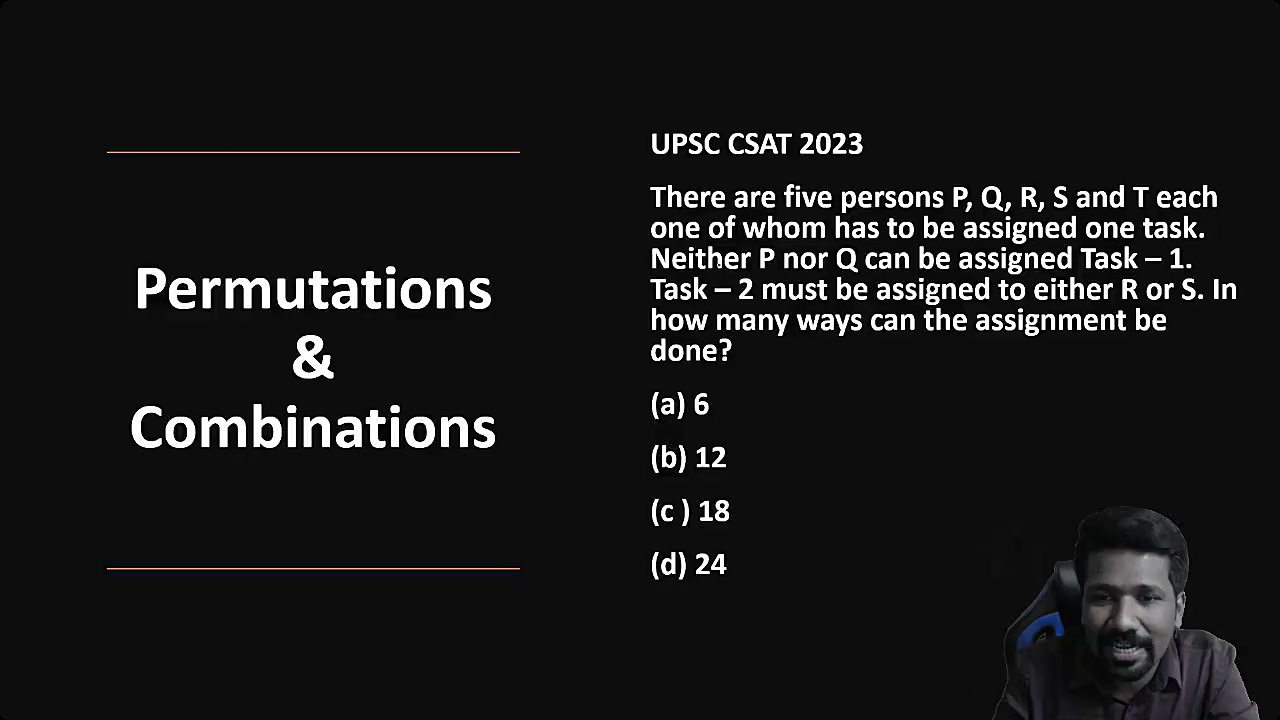 Permutations
&
Combinations
UPSC CSAT 2023
There are five persons P, Q, R, S and T each
one of whom has to be assigned one task.
Neither P nor Q can be assigned Task – 1.
Task – 2 must be assigned to either R or S. In
how many ways can the assignment be
done?
(a) 6
(b) 12
(c ) 18
(d) 24